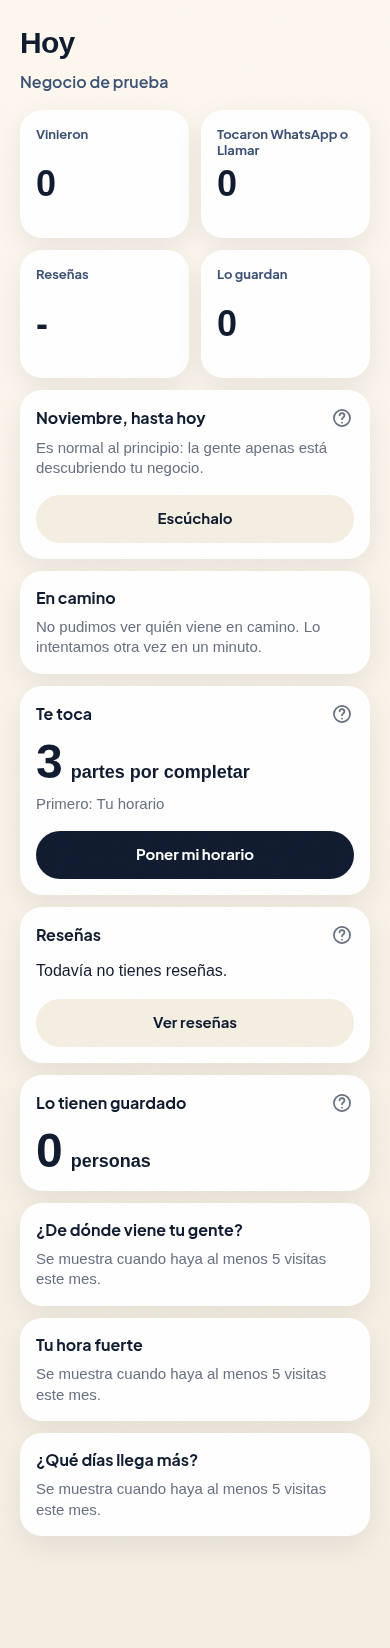 Hoy
Negocio de prueba
Vinieron
0
Tocaron WhatsApp o
Llamar
0
Reseñas
-
Lo guardan
0
Noviembre, hasta hoy
Es normal al principio: la gente apenas está
descubriendo tu negocio.
Escúchalo
En camino
No pudimos ver quién viene en camino. Lo
intentamos otra vez en un minuto.
Te toca
3 partes por completar
Primero: Tu horario
Poner mi horario
Reseñas
Todavía no tienes reseñas.
Ver reseñas
Lo tienen guardado
0 personas
¿De dónde viene tu gente?
Se muestra cuando haya al menos 5 visitas
este mes.
Tu hora fuerte
Se muestra cuando haya al menos 5 visitas
este mes.
¿Qué días llega más?
Se muestra cuando haya al menos 5 visitas
este mes.